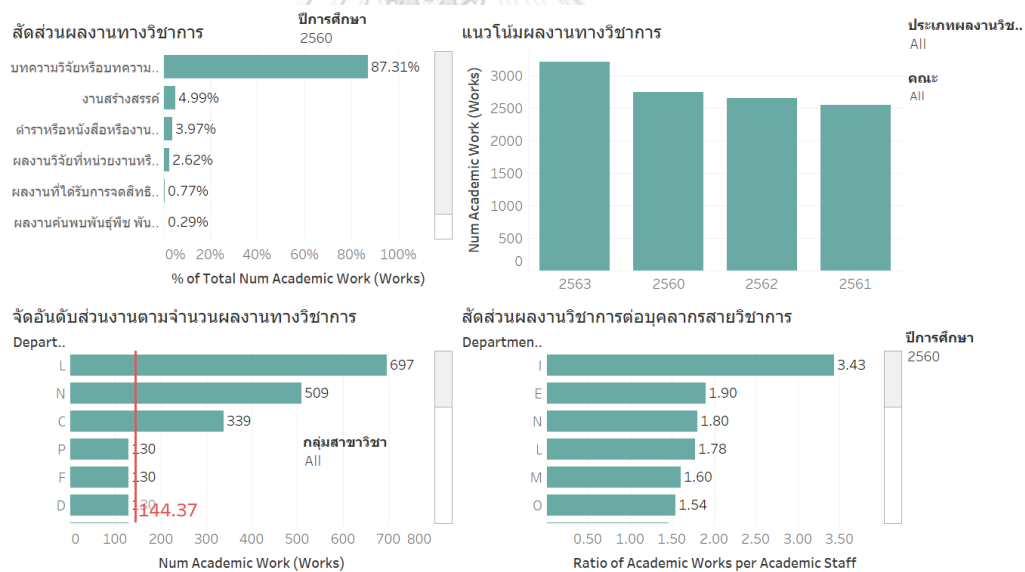 สัดส่วนผลงานทางวิชาการ
ปีการศึกษา
2560
บทความวิจัยหรือบทความ..
87.31%
งานสร้างสรรค์
4.99%
ตำราหรือหนังสือหรืองาน..
3.97%
ผลงานวิจัยที่หน่วยงานหรื..
2.62%
ผลงานที่ได้รับการจดสิทธิ..
0.77%
ผลงานค้นพบพันธุ์พืช พัน..
0.29%
0% 20% 40% 60% 80% 100%
% of Total Num Academic Work (Works)
แนวโน้มผลงานทางวิชาการ
ประเภทผลงานวิช..
All
คณะ
All
Num Academic Work (Works)
3000
2500
2000
1500
1000
500
0
2563 2560 2562 2561
จัดอันดับส่วนงานตามจำนวนผลงานทางวิชาการ
Depart..
L 697
N 509
C 339
P 130
F 130
D 130
144.37
กลุ่มสาขาวิชา
All
0 100 200 300 400 500 600 700 800
Num Academic Work (Works)
สัดส่วนผลงานวิชาการต่อบุคลากรสายวิชาการ
Departmen..
ปีการศึกษา
2560
I 3.43
E 1.90
N 1.80
L 1.78
M 1.60
O 1.54
0.50 1.00 1.50 2.00 2.50 3.00 3.50
Ratio of Academic Works per Academic Staff